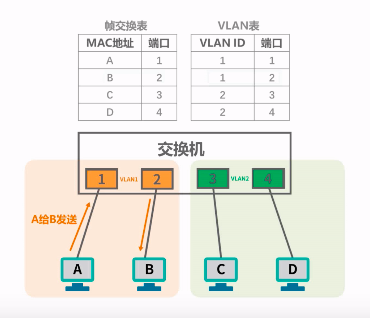 帧交换表 VLAN表
MAC地址 端口 VLAN ID 端口
A 1 1 1
B 2 1 2
C 3 2 3
D 4 2 4
交换机
1 VLAN1 2 3 VLAN2 4
A给B发送
A B C D